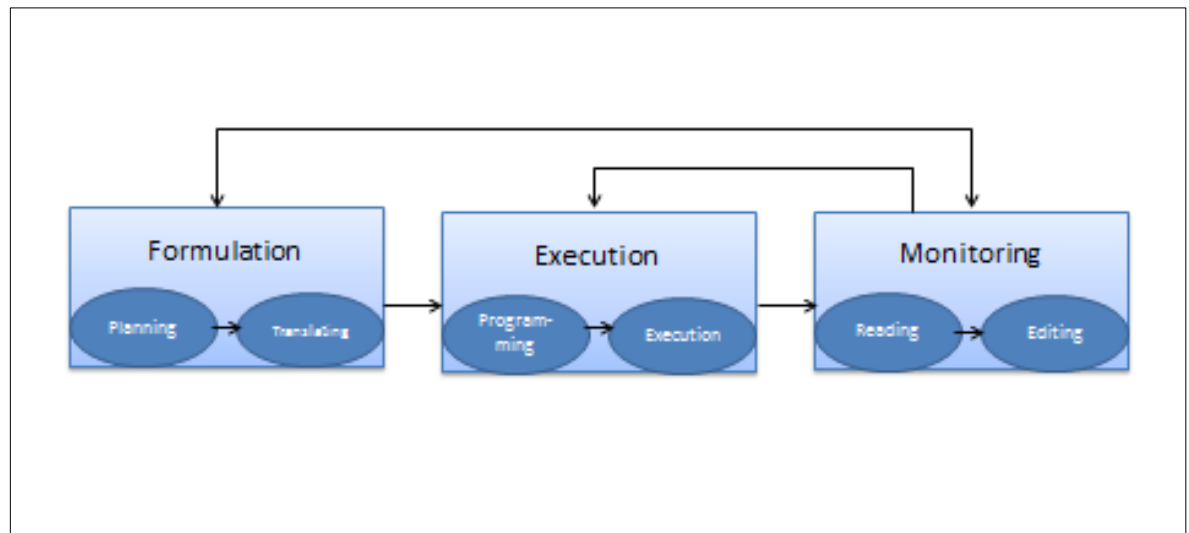 Formulation
Execution
Monitoring
Planning
Translating
Program-
ming
Execution
Reading
Editing